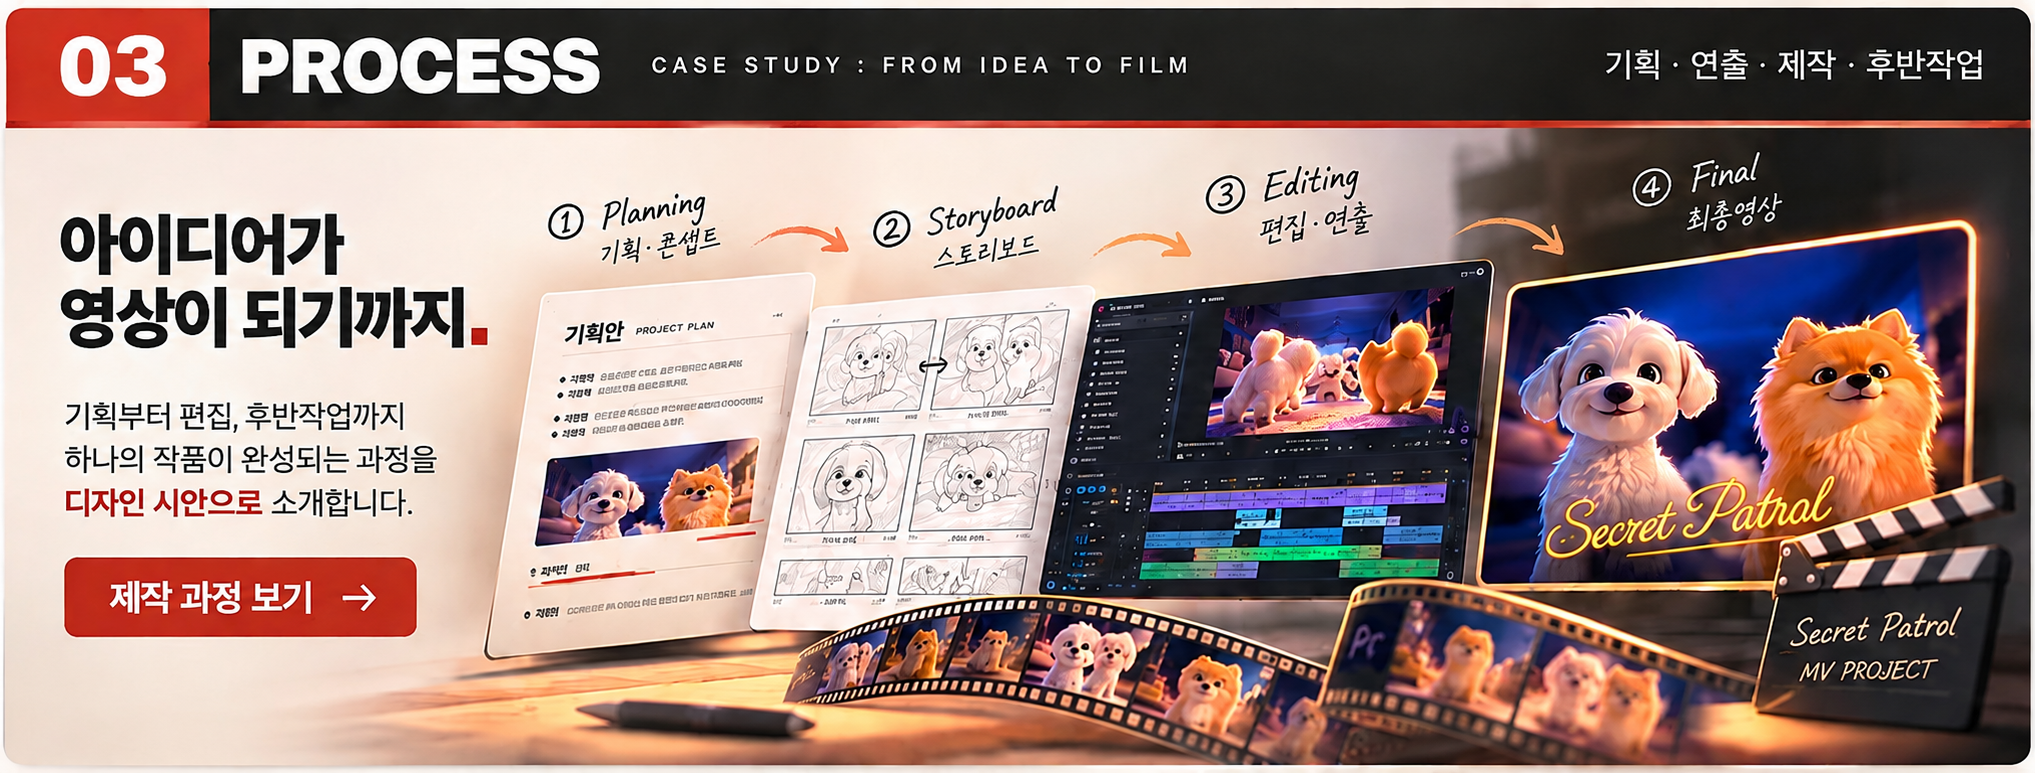 03 PROCESS CASE STUDY : FROM IDEA TO FILM 기획 · 연출 · 제작 · 후반작업
아이디어가
영상이 되기까지.
기획부터 편집, 후반작업까지
하나의 작품이 완성되는 과정을
디자인 시안으로 소개합니다.
제작 과정 보기 →
① Planning
기획 · 콘셉트
② Storyboard
스토리보드
③ Editing
편집 · 연출
④ Final
최종영상
기획안 PROJECT PLAN
Secret Patrol
Pr
Secret Patrol
MV PROJECT